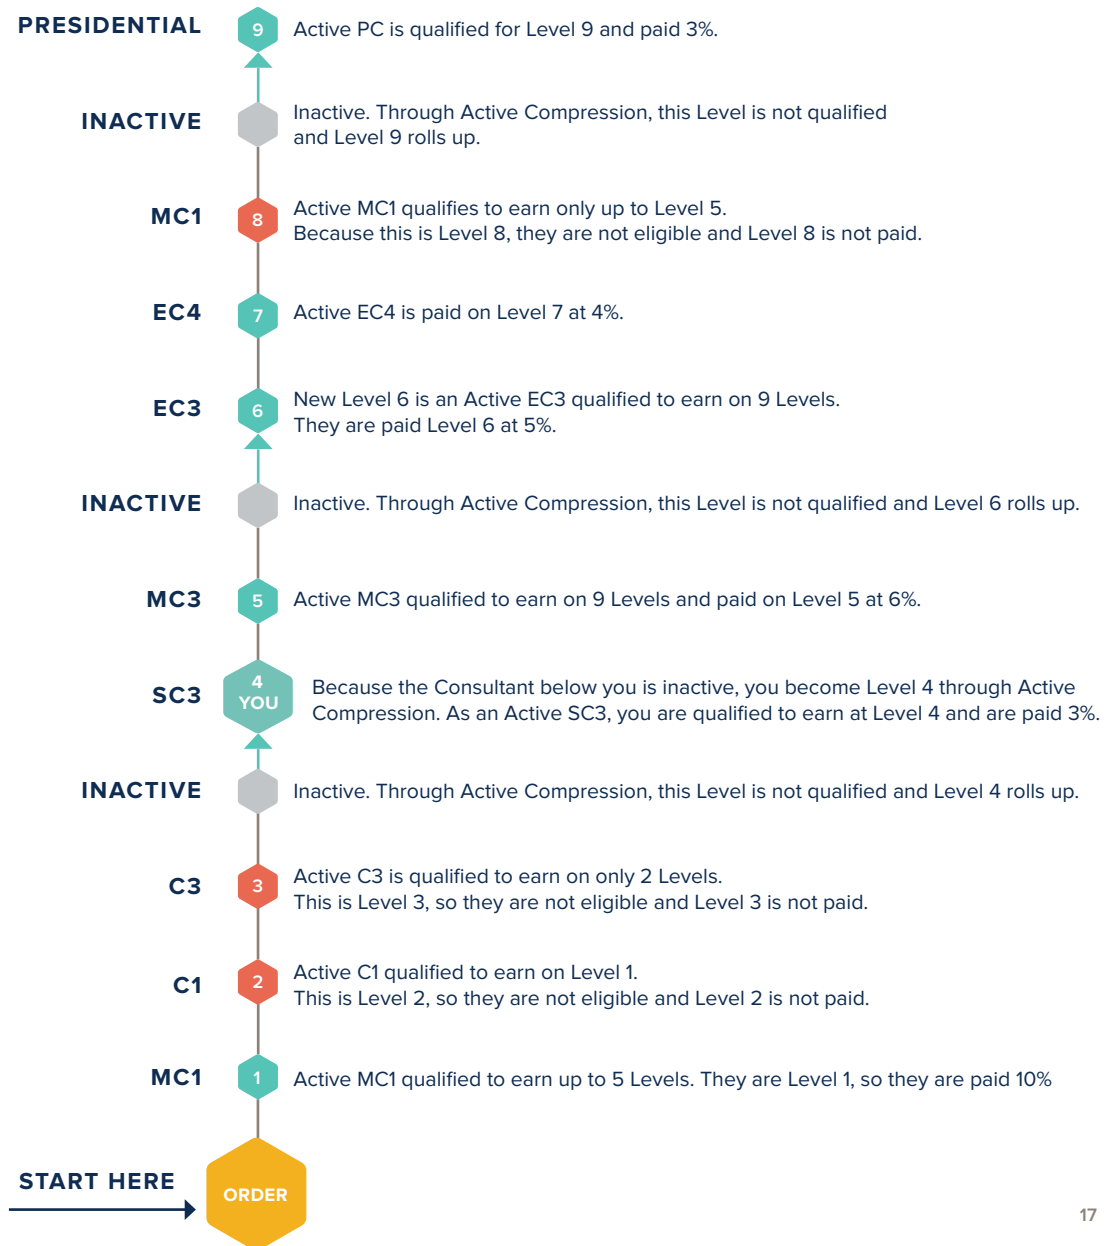 PRESIDENTIAL
9
Active PC is qualified for Level 9 and paid 3%.
INACTIVE
Inactive. Through Active Compression, this Level is not qualified
and Level 9 rolls up.
MC1
8
Active MC1 qualifies to earn only up to Level 5.
Because this is Level 8, they are not eligible and Level 8 is not paid.
EC4
7
Active EC4 is paid on Level 7 at 4%.
EC3
6
New Level 6 is an Active EC3 qualified to earn on 9 Levels.
They are paid Level 6 at 5%.
INACTIVE
Inactive. Through Active Compression, this Level is not qualified and Level 6 rolls up.
MC3
5
Active MC3 qualified to earn on 9 Levels and paid on Level 5 at 6%.
SC3
4
YOU
Because the Consultant below you is inactive, you become Level 4 through Active
Compression. As an Active SC3, you are qualified to earn at Level 4 and are paid 3%.
INACTIVE
Inactive. Through Active Compression, this Level is not qualified and Level 4 rolls up.
C3
3
Active C3 is qualified to earn on only 2 Levels.
This is Level 3, so they are not eligible and Level 3 is not paid.
C1
2
Active C1 qualified to earn on Level 1.
This is Level 2, so they are not eligible and Level 2 is not paid.
MC1
1
Active MC1 qualified to earn up to 5 Levels. They are Level 1, so they are paid 10%
START HERE
ORDER
17